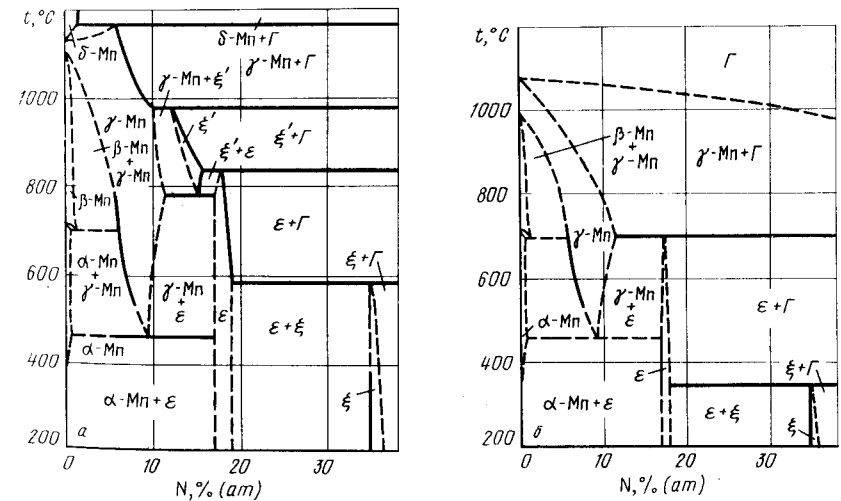 t,°C
δ-Mn
δ-Mn+Г
γ-Mn+Г
γ-Mn+ξ′
1000
γ-Mn
β-Mn
+
γ-Mn
ξ′
ξ′+Г
ξ′+ε
800
β-Mn
ε+Г
600
α-Mn
+
γ-Mn
γ-Mn
+
ε
ε
ξ+Г
400
α-Mn
ε+ξ
ξ
α-Mn+ε
200
а
0
10
20
30
N,% (am)
t,°C
Г
1000
β-Mn
+
γ-Mn
γ-Mn+Г
800
γ-Mn
600
γ-Mn
+
ε
ε+Г
400
α-Mn
ε
ξ+Г
α-Mn+ε
ε+ξ
ξ
200
б
0
10
20
30
N,% (am)